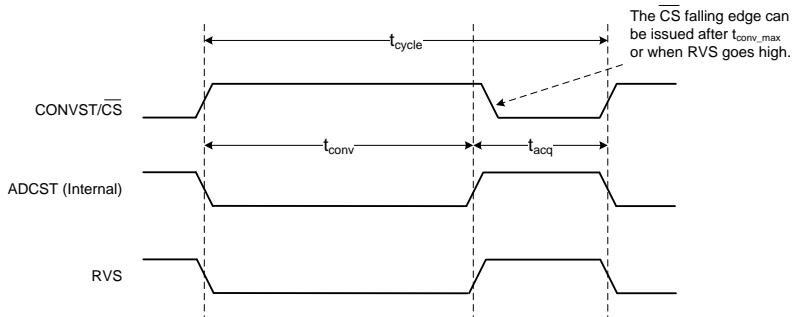 The CS falling edge can
be issued after tconv_max
or when RVS goes high.
tcycle
CONVST/CS
tconv
tacq
ADCST (Internal)
RVS